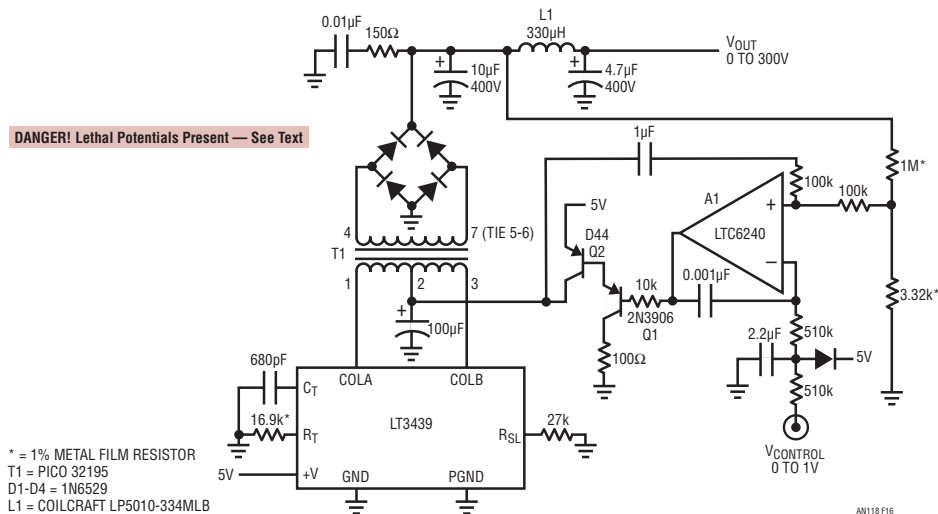 0.01µF
150Ω
L1
330µH
VOUT
0 TO 300V
+
10µF
400V
+
4.7µF
400V
DANGER! Lethal Potentials Present — See Text
1µF
1M*
100k
100k
5V
A1
+
LTC6240
–
4
7 (TIE 5-6)
T1
D44
Q2
1
2
3
10k
0.001µF
3.32k*
2N3906
Q1
+
100µF
510k
2.2µF
5V
100Ω
510k
680pF
COLA
COLB
CT
16.9k*
LT3439
27k
RT
RSL
VCONTROL
0 TO 1V
5V
+V
GND
PGND
* = 1% METAL FILM RESISTOR
T1 = PICO 32195
D1-D4 = 1N6529
L1 = COILCRAFT LP5010-334MLB
AN118 F16